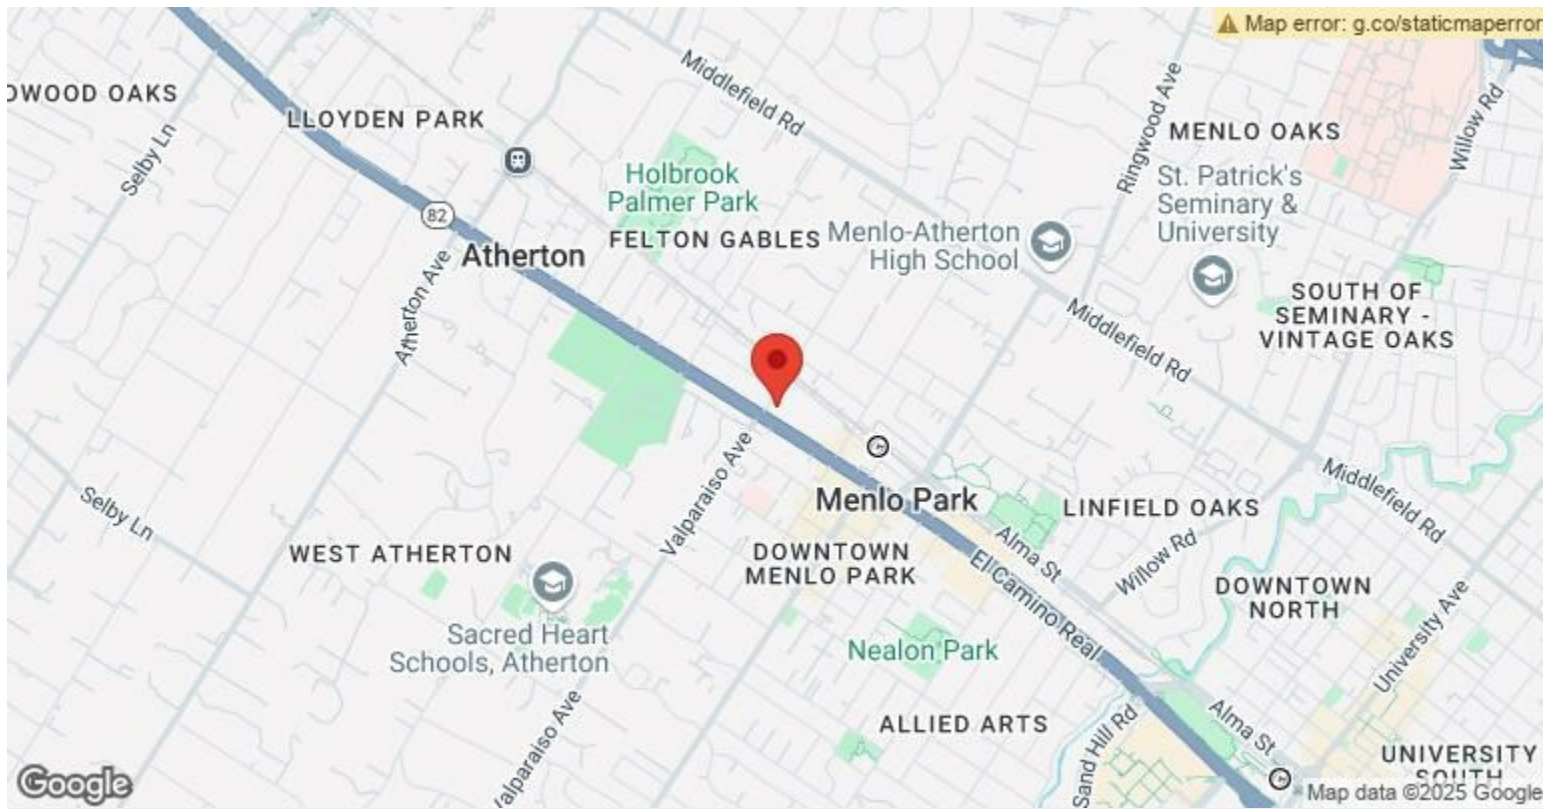 Map error: g.co/staticmaperror
Middlefield Rd
OWOOD OAKS
LLOYDEN PARK
Selby Ln
Ringwood Ave
MENLO OAKS
Willow Rd
Holbrook
Palmer Park
St. Patrick's
Seminary &
University
82
Atherton
FELTON GABLES
Menlo-Atherton
High School
Atherton Ave
SOUTH OF
SEMINARY -
VINTAGE OAKS
Middlefield Rd
Valparaiso Ave
Menlo Park
LINFIELD OAKS
Middlefield Rd
Selby Ln
WEST ATHERTON
DOWNTOWN
MENLO PARK
Alma St
El Camino Real
Willow Rd
DOWNTOWN
NORTH
University Ave
Sacred Heart
Schools, Atherton
Nealon Park
Valparaiso Ave
ALLIED ARTS
Sand Hill Rd
Alma St
UNIVERSITY
SOUTH
Google
Map data ©2025 Google